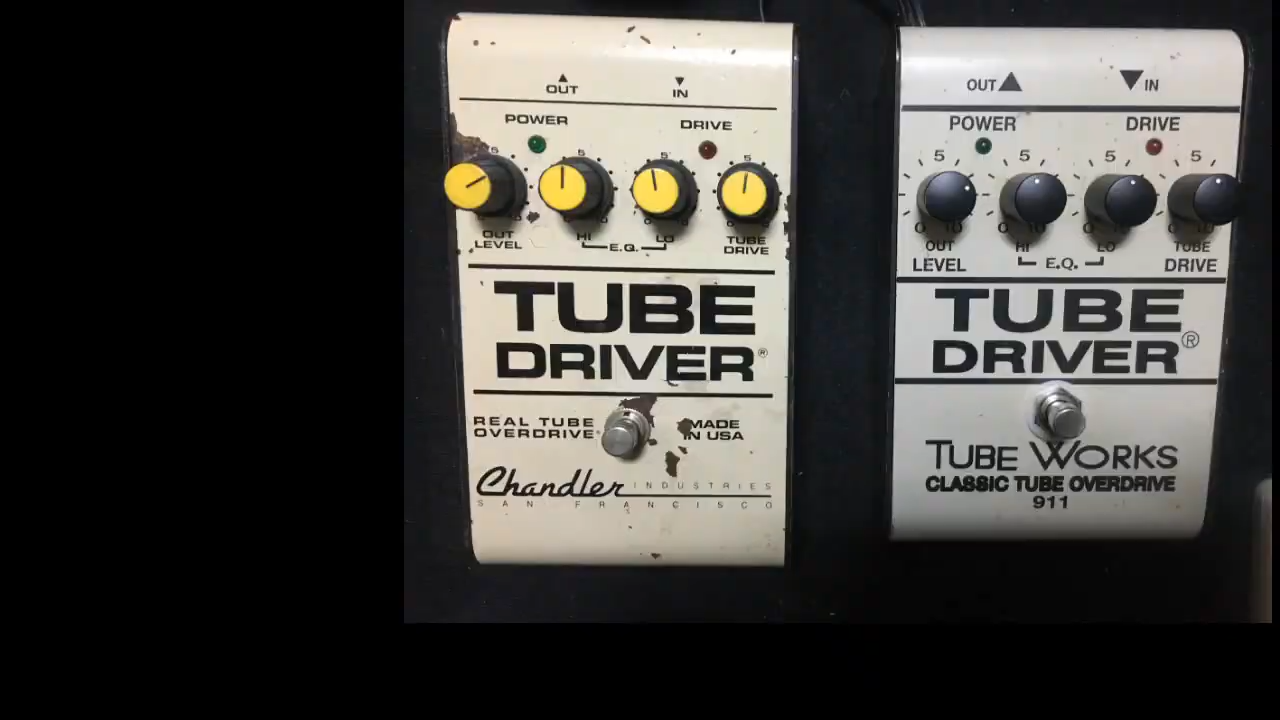 OUT
IN
POWER
DRIVE
5
5
5
5
OUT
LEVEL
HI
E.Q.
LO
TUBE
DRIVE
TUBE
DRIVER®
REAL TUBE
OVERDRIVE
MADE
IN USA
Chandler INDUSTRIES
SAN FRANCISCO
OUT
IN
POWER
DRIVE
5
5
5
5
0 10
0 10
0 10
0 10
OUT
LEVEL
HI
E.Q.
LO
TUBE
DRIVE
TUBE
DRIVER®
TUBE WORKS
CLASSIC TUBE OVERDRIVE
911